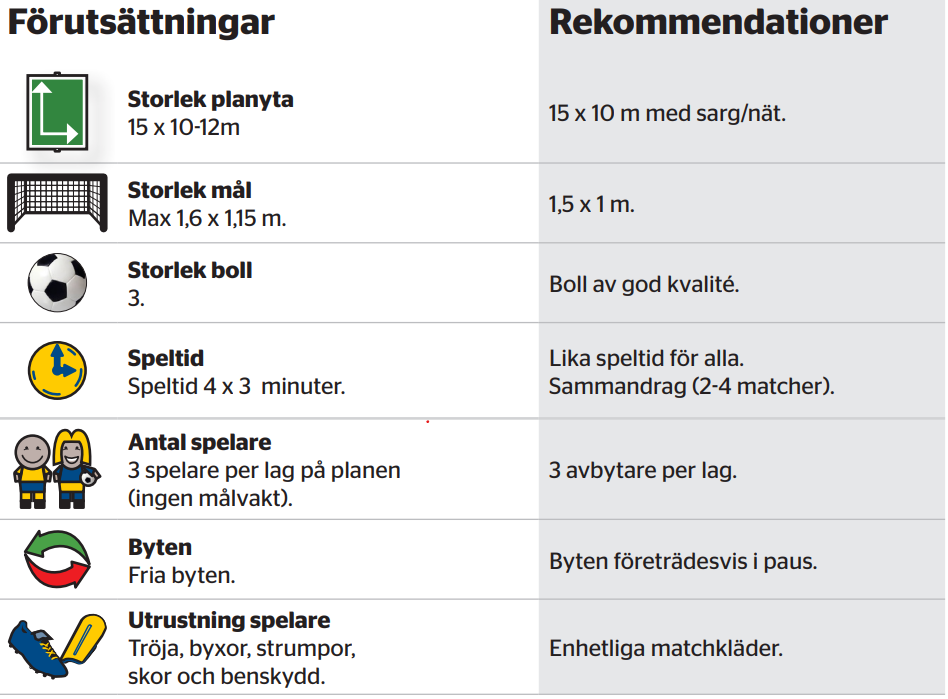 Förutsättningar
Rekommendationer
Storlek planyta
15 x 10-12m
15 x 10 m med sarg/nät.
Storlek mål
Max 1,6 x 1,15 m.
1,5 x 1 m.
Storlek boll
3.
Boll av god kvalité.
Speltid
Speltid 4 x 3  minuter.
Lika speltid för alla.
Sammandrag (2-4 matcher).
Antal spelare
3 spelare per lag på planen
(ingen målvakt).
3 avbytare per lag.
Byten
Fria byten.
Byten företrädesvis i paus.
Utrustning spelare
Tröja, byxor, strumpor,
skor och benskydd.
Enhetliga matchkläder.